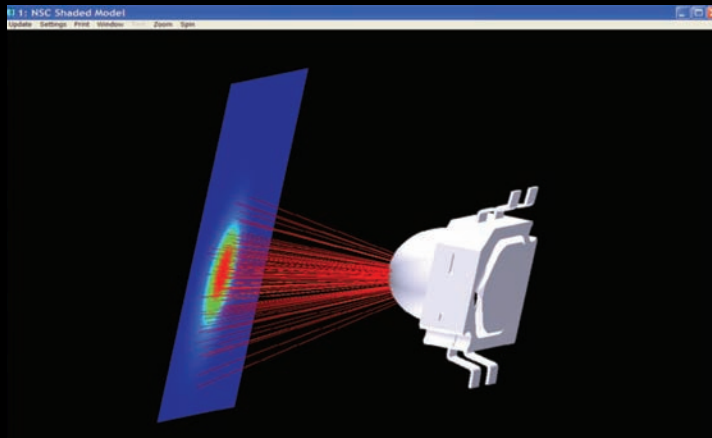 1: NSC Shaded Model
Update Settings Print Window Text Zoom Spin